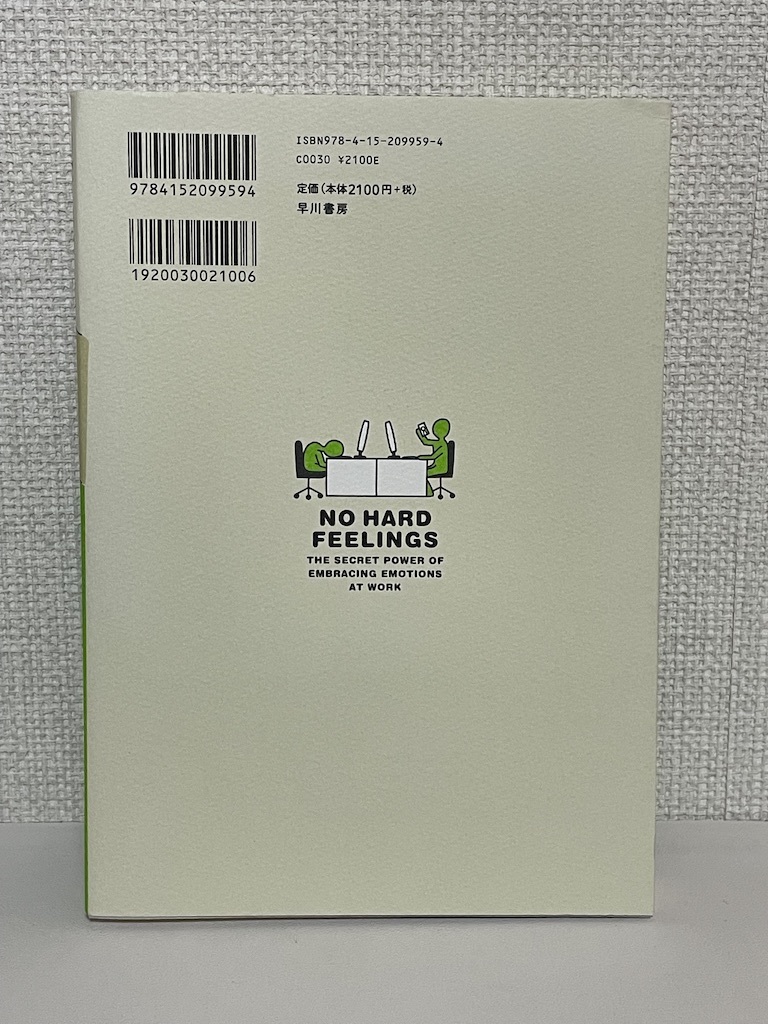 ISBN978-4-15-209959-4
C0030 ¥2100E
定価(本体2100円+税)
早川書房
9784152099594
1920030021006
NO HARD
FEELINGS
THE SECRET POWER OF
EMBRACING EMOTIONS
AT WORK